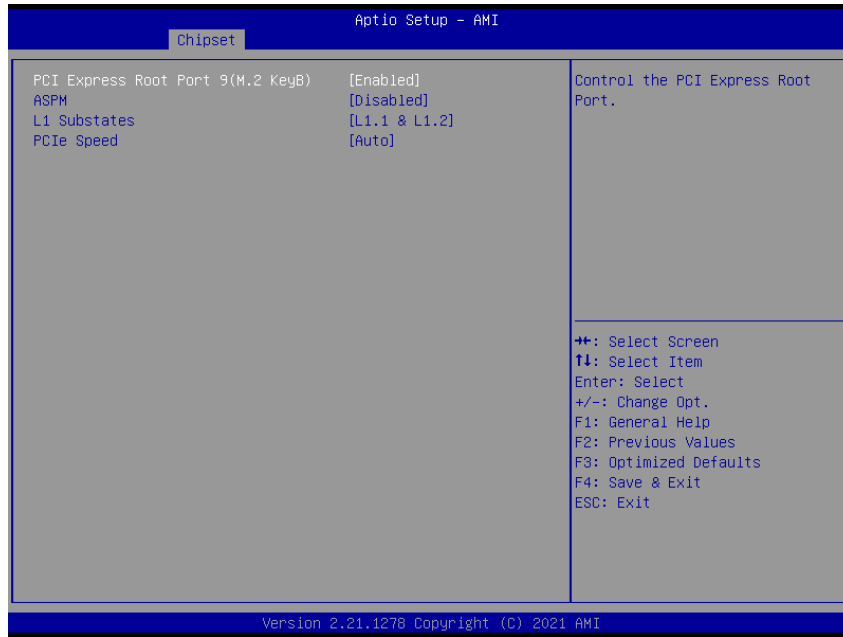 Aptio Setup – AMI
Chipset
PCI Express Root Port 9(M.2 KeyB) [Enabled]
ASPM [Disabled]
L1 Substates [L1.1 & L1.2]
PCIe Speed [Auto]
Control the PCI Express Root
Port.
→←: Select Screen
↑↓: Select Item
Enter: Select
+/-: Change Opt.
F1: General Help
F2: Previous Values
F3: Optimized Defaults
F4: Save & Exit
ESC: Exit
Version 2.21.1278 Copyright (C) 2021 AMI